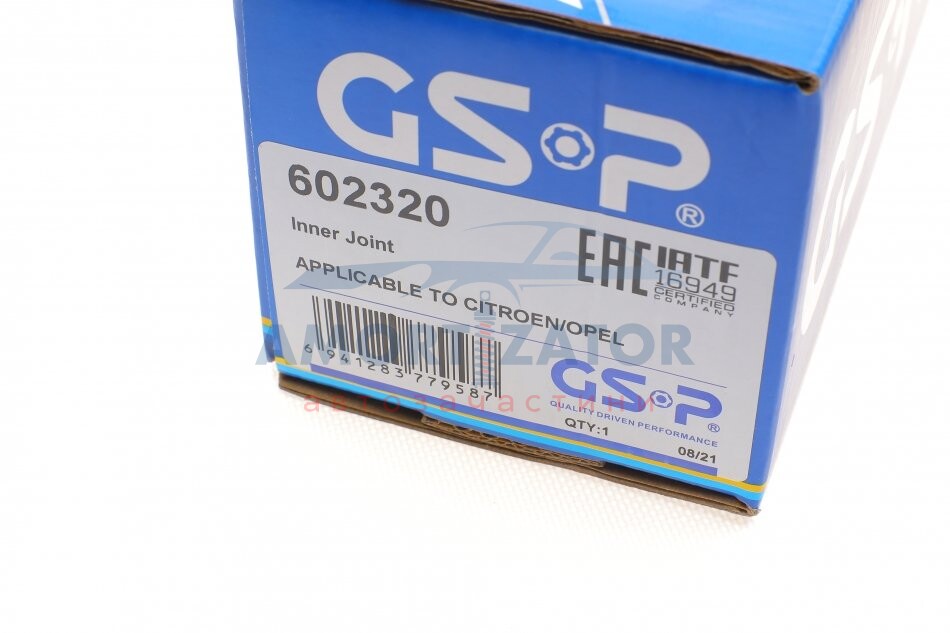 GSP®
602320
Inner Joint
APPLICABLE TO CITROEN/OPEL
EAC
IATF
16949
CERTIFIED
COMPANY
AMORTIZATOR
автозапчастини
6 941283 779587
GSP®
QUALITY DRIVEN PERFORMANCE
QTY:1
08/21